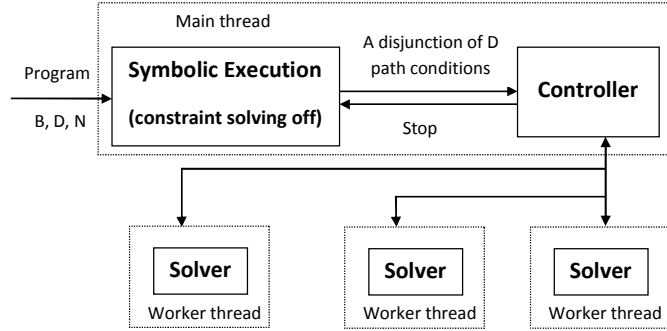 Main thread
Program
B, D, N
Symbolic Execution
(constraint solving off)
A disjunction of D
path conditions
Stop
Controller
Solver
Worker thread
Solver
Worker thread
Solver
Worker thread